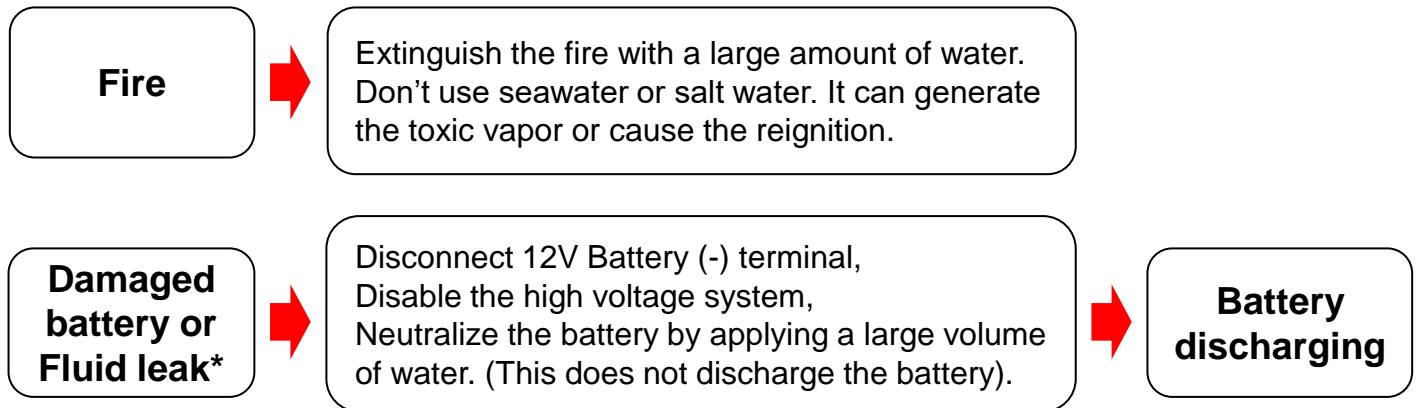 Fire
Extinguish the fire with a large amount of water.
Don’t use seawater or salt water. It can generate
the toxic vapor or cause the reignition.
Damaged
battery or
Fluid leak*
Disconnect 12V Battery (-) terminal,
Disable the high voltage system,
Neutralize the battery by applying a large volume
of water. (This does not discharge the battery).
Battery
discharging